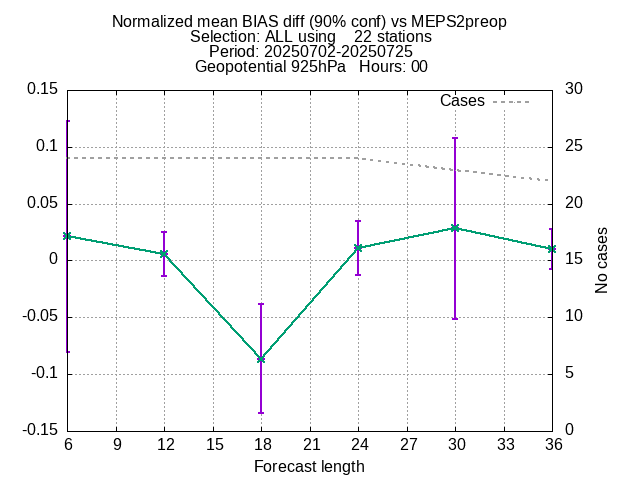 Normalized mean BIAS diff (90% conf) vs MEPS2preop
Selection: ALL using    22 stations
Period: 20250702-20250725
Geopotential 925hPa   Hours: 00
Cases
0.15
0.1
0.05
0
-0.05
-0.1
-0.15
30
25
20
15
10
5
0
No cases
6 9 12 15 18 21 24 27 30 33 36
Forecast length